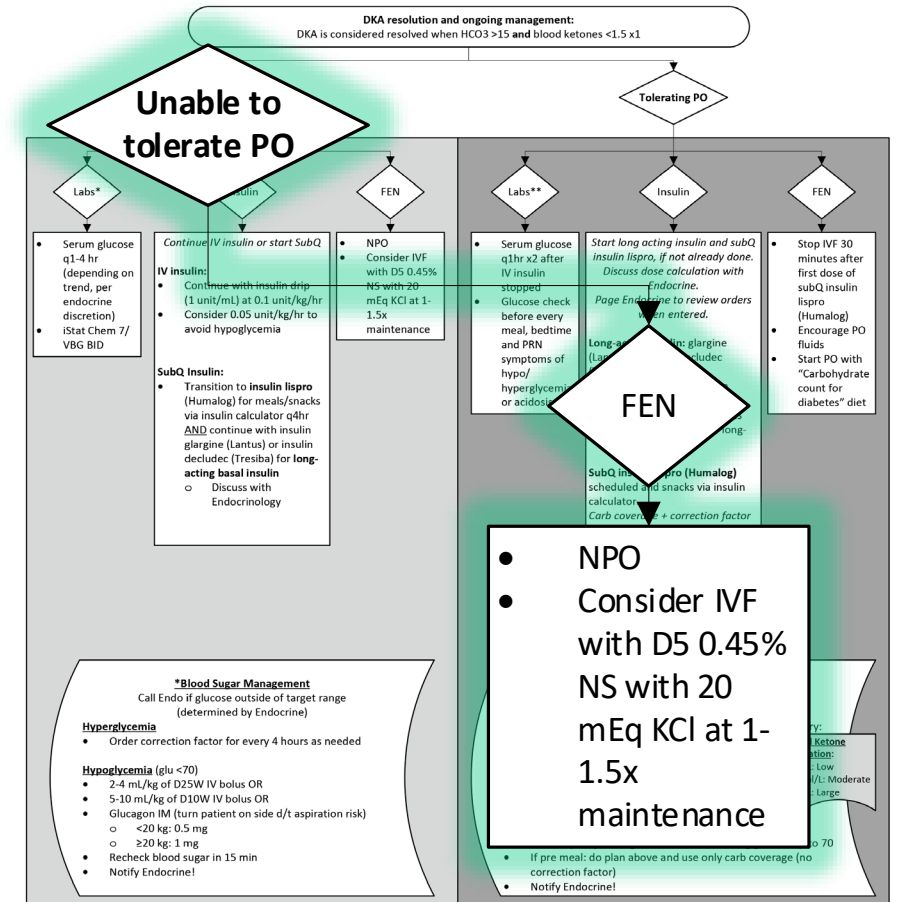 DKA resolution and ongoing management:
DKA is considered resolved when HCO3 >15 and blood ketones <1.5 x1
Unable to
tolerate PO
Tolerating PO
Labs*
FEN
Serum glucose
q1-4 hr
(depending on
trend, per
endocrine
discretion)
iStat Chem 7/
VBG BID
Continue IV insulin or start SubQ
IV insulin:
Continue with insulin drip
(1 unit/mL) at 0.1 unit/kg/hr
Consider 0.05 unit/kg/hr to
avoid hypoglycemia
SubQ Insulin:
Transition to insulin lispro
(Humalog) for meals/snacks
via insulin calculator q4hr
AND continue with insulin
glargine (Lantus) or insulin
decludec (Tresiba) for long-
acting basal insulin
Discuss with
Endocrinology
NPO
Consider IVF
with D5 0.45%
NS with 20
mEq KCl at 1-
1.5x
maintenance
Labs**
Insulin
FEN
Serum glucose
q1hr x2 after
IV insulin
stopped
Glucose check
before every
meal, bedtime
and PRN
symptoms of
hypo/
hyperglycemia
or acidosis
Start long acting insulin and subQ
insulin lispro, if not already done.
Discuss dose calculation with
Endocrine.
Page Endocrine to review orders
when entered.
glargine
SubQ (Humalog)
scheduled and snacks via insulin
calculator
Carb coverage + correction factor
Stop IVF 30
minutes after
first dose of
subQ insulin
lispro
(Humalog)
Encourage PO
fluids
Start PO with
"Carbohydrate
count for
diabetes" diet
FEN
NPO
Consider IVF
with D5 0.45%
NS with 20
mEq KCl at 1-
1.5x
maintenance
*Blood Sugar Management
Call Endo if glucose outside of target range
(determined by Endocrine)
Hyperglycemia
Order correction factor for every 4 hours as needed
Hypoglycemia (glu <70)
2-4 mL/kg of D25W IV bolus OR
5-10 mL/kg of D10W IV bolus OR
Glucagon IM (turn patient on side d/t aspiration risk)
<20 kg: 0.5 mg
≥20 kg: 1 mg
Recheck blood sugar in 15 min
Notify Endocrine!
Ketone
Low
Moderate
Large
70
If pre meal: do plan above and use only carb coverage (no
correction factor)
Notify Endocrine!